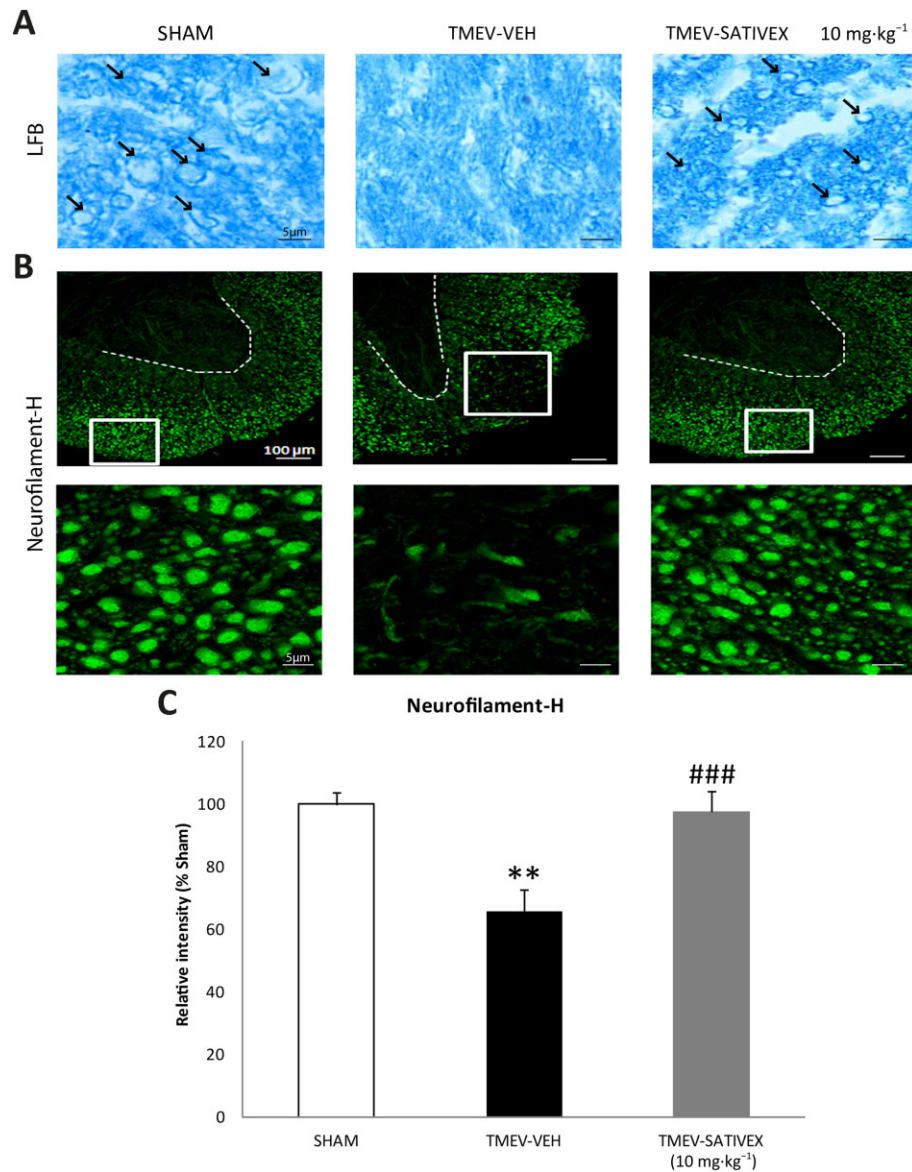 A
SHAM TMEV-VEH TMEV-SATIVEX 10 mg·kg⁻¹
LFB
5µm
B
Neurofilament-H
100 µm
5µm
C
Neurofilament-H
Relative intensity (% Sham)
120
100
80
60
40
20
0
**
###
SHAM TMEV-VEH TMEV-SATIVEX
(10 mg·kg⁻¹)